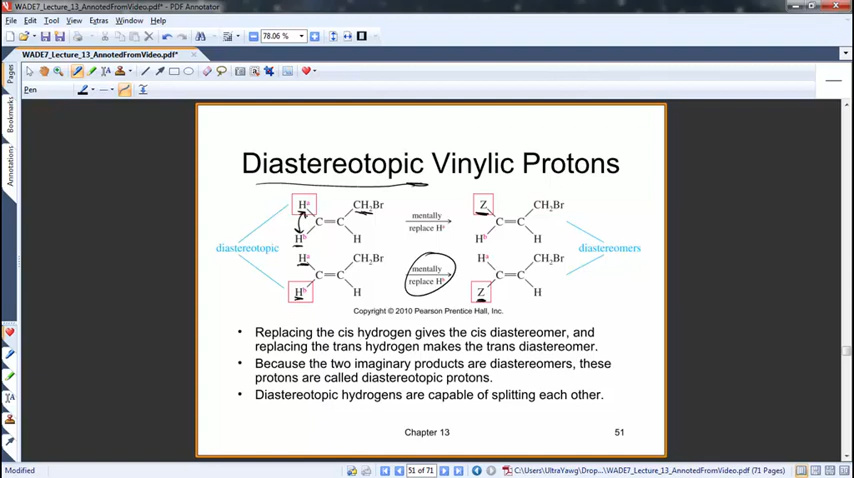 WADE7_Lecture_13_AnnotatedFromVideo.pdf* - PDF Annotator
File Edit Tool View Extras Window Help
78.06 %
WADE7_Lecture_13_AnnotatedFromVideo.pdf* ×
Pen
Pages
Bookmarks
Annotations
Diastereotopic Vinylic Protons
Hᵃ CH₂Br
C=C
Hᵇ H
mentally
replace Hᵃ
Z CH₂Br
C=C
Hᵇ H
diastereotopic
diastereomers
Hᵃ CH₂Br
C=C
Hᵇ H
mentally
replace Hᵇ
Hᵃ CH₂Br
C=C
Z H
Copyright © 2010 Pearson Prentice Hall, Inc.
• Replacing the cis hydrogen gives the cis diastereomer, and
replacing the trans hydrogen makes the trans diastereomer.
• Because the two imaginary products are diastereomers, these
protons are called diastereotopic protons.
• Diastereotopic hydrogens are capable of splitting each other.
Chapter 13 51
Modified
51 of 71
C:\Users\UltraYawg\Drop...\WADE7_Lecture_13_AnnotatedFromVideo.pdf (71 Pages)